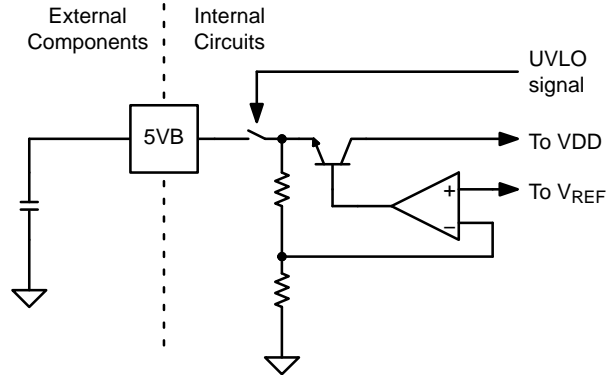 External
Components
Internal
Circuits
UVLO
signal
5VB
To VDD
+
To VREF
−